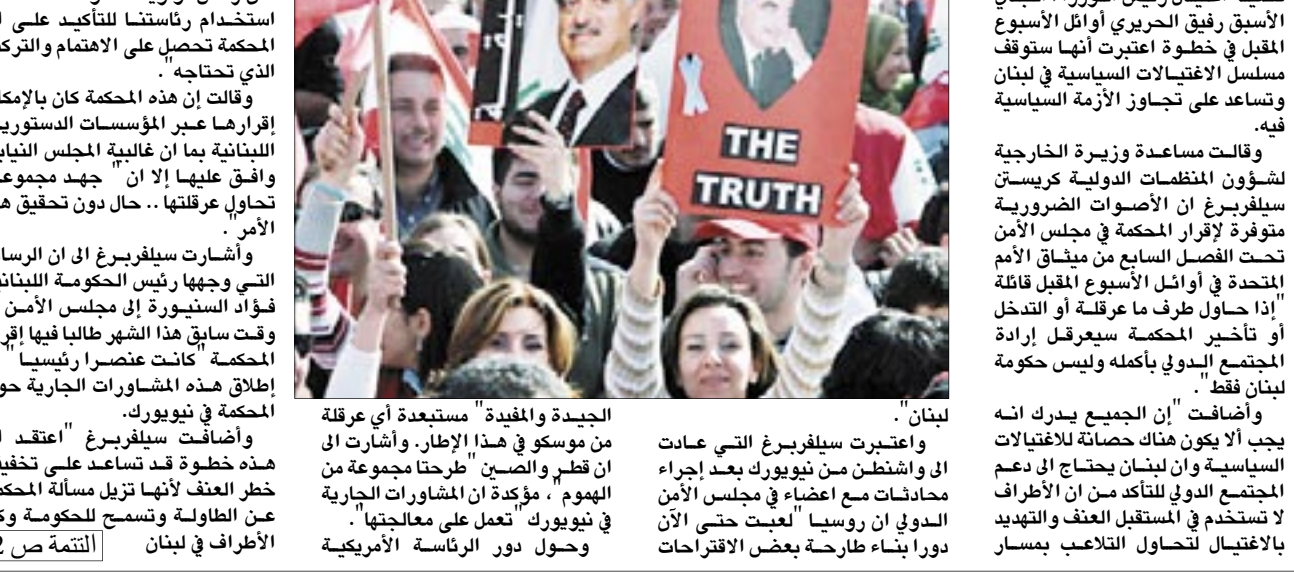 الأسبق رفيق الحريري أوائل الأسبوع
المقبل في خطوة اعتبرت أنها ستوقف
مسلسل الاغتيالات السياسية في لبنان
وتساعد على تجاوز الأزمة السياسية
فيه.
وقالت مساعدة وزيرة الخارجية
لشؤون المنظمات الدولية كريستن
سيلفربرغ ان الأصوات الضرورية
متوفرة لإقرار المحكمة في مجلس الأمن
تحت الفصل السابع من ميثاق الأمم
المتحدة في أوائل الأسبوع المقبل قائلة
"إذا حاول طرف ما عرقلة أو التدخل
أو تأخير المحكمة سيعرقل إرادة
المجتمع الدولي بأكمله وليس حكومة
لبنان فقط".
وأضافت "إن الجميع يدرك انه
يجب ألا يكون هناك حصانة للاغتيالات
السياسية وان لبنان يحتاج الى دعم
المجتمع الدولي للتأكد من ان الأطراف
لا تستخدم في المستقبل العنف والتهديد
بالاغتيال لتحاول التلاعب بمسار
THE
TRUTH
لبنان".
واعتبرت سيلفربرغ التي عادت
الى واشنطن من نيويورك بعد إجراء
محادثات مع اعضاء في مجلس الأمن
الدولي ان روسيا "لعبت حتى الآن
دورا بناء طارحة بعض الاقتراحات
الجيدة والمفيدة" مستبعدة أي عرقلة
من موسكو في هذا الإطار. وأشارت الى
ان قطر والصين "طرحتا مجموعة من
الهموم"، مؤكدة ان المشاورات الجارية
في نيويورك "تعمل على معالجتها".
وحول دور الرئاسة الأمريكية
استخدام رئاستنا للتأكيد على
المحكمة تحصل على الاهتمام
الذي تحتاجه".
وقالت إن هذه المحكمة كان
إقرارها عبر المؤسسات
اللبنانية بما ان غالبية المجلس
وافق عليها إلا ان " جهد
تحاول عرقلتها .. حال دون تحقيق
الأمر".
وأشارت سيلفربرغ الى ان
التي وجهها رئيس الحكومة
فؤاد السنيورة إلى مجلس الأمن
وقت سابق هذا الشهر طالبا فيها
المحكمة "كانت عنصرا رئيسيا "
إطلاق هذه المشاورات الجارية
المحكمة في نيويورك.
وأضافت سيلفربرغ "اعتقد
هذه خطوة قد تساعد على
خطر العنف لأنها تزيل مسألة
عن الطاولة وتسمح للحكومة
الأطراف في لبنان
التتمة ص